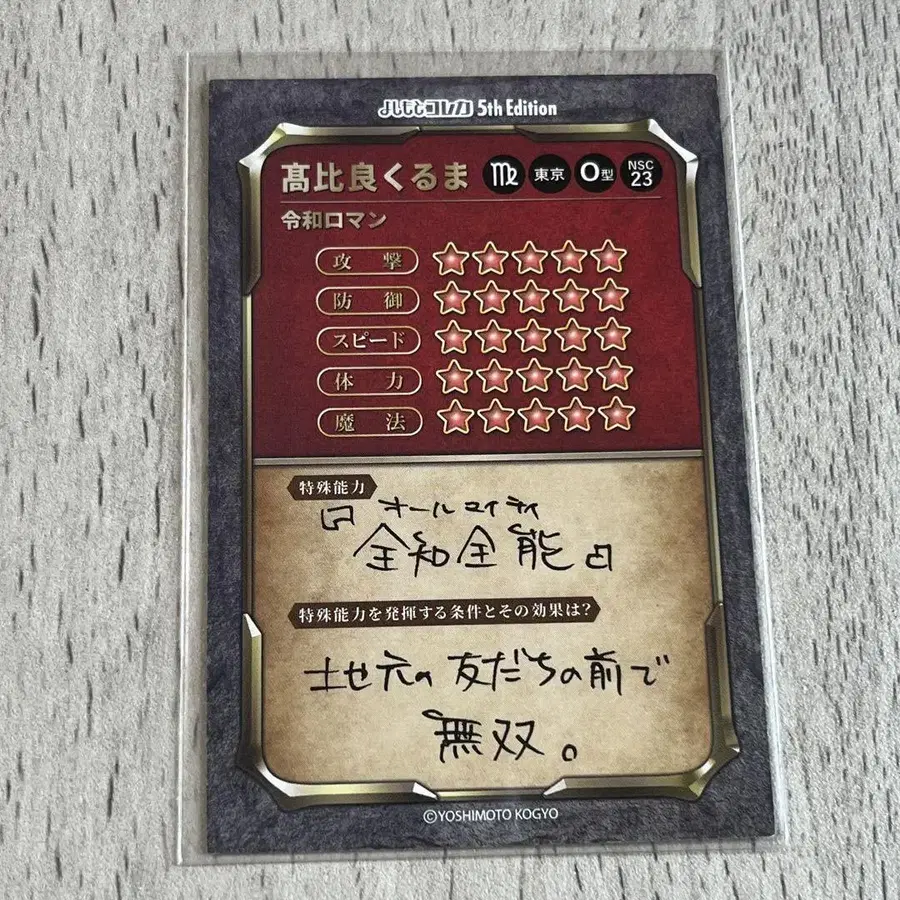 ハじゃむコレカ 5th Edition
髙比良くるま ♍ 東京 O型 NSC 23
令和ロマン
攻撃 ★★★★★
防御 ★★★★★
スピード ★★★★★
体力 ★★★★★
魔法 ★★★★★
特殊能力
オールマイティ
『全知全能』
特殊能力を発揮する条件とその効果は?
地元の友だちの前で
無双。
©YOSHIMOTO KOGYO